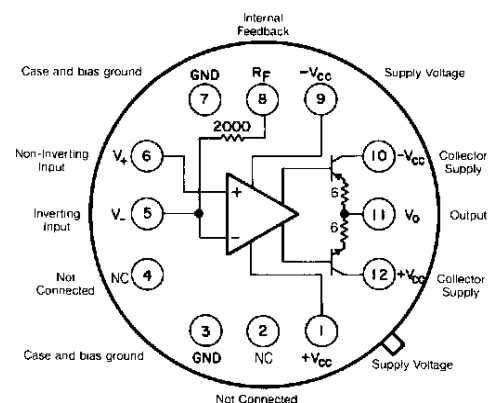 Internal
Feedback
Case and bias ground
GND
RF
-VCC
Supply Voltage
7
8
9
2000
Non-Inverting
Input
V+
6
+
10
-VCC
Collector
Supply
6
Inverting
Input
V-
5
11
VO
Output
6
-
Not
Connected
NC
4
12
+VCC
Collector
Supply
3
2
1
Case and bias ground
GND
NC
+VCC
Supply Voltage
Not Connected